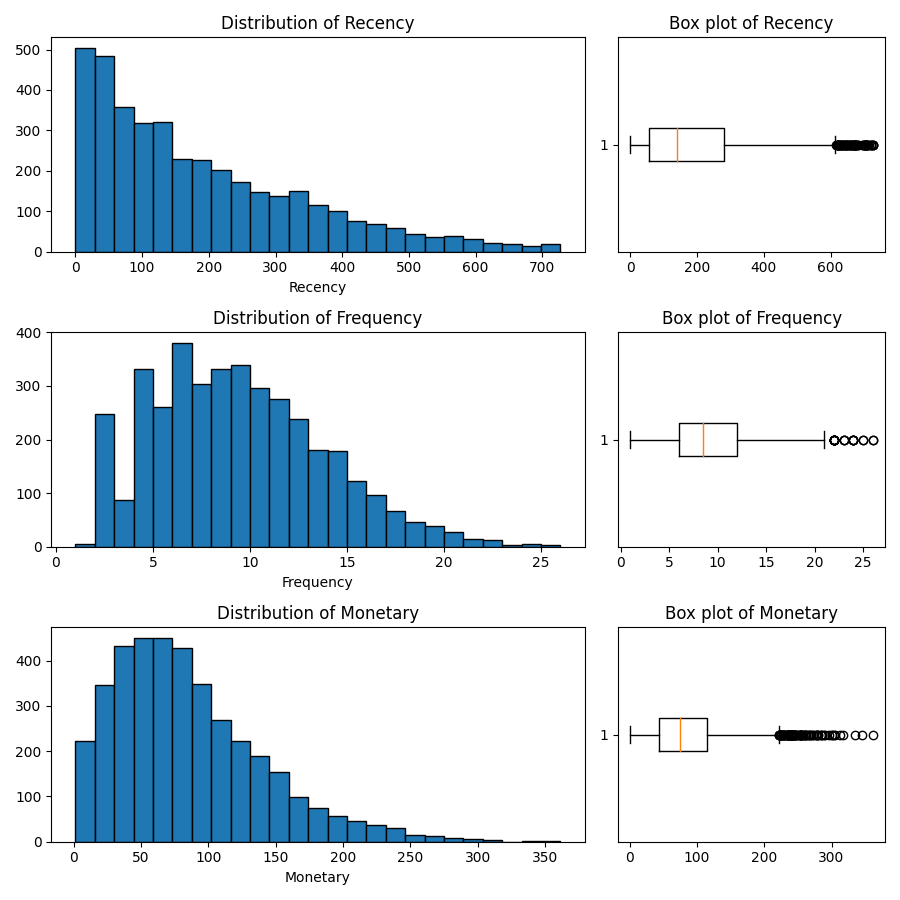 Distribution of Recency
Box plot of Recency
500
400
300
200
100
0
1
0 100 200 300 400 500 600 700
0 200 400 600
Recency
Distribution of Frequency
Box plot of Frequency
400
300
200
100
0
1
0 5 10 15 20 25
0 5 10 15 20 25
Frequency
Distribution of Monetary
Box plot of Monetary
400
300
200
100
0
1
0 50 100 150 200 250 300 350
0 100 200 300
Monetary